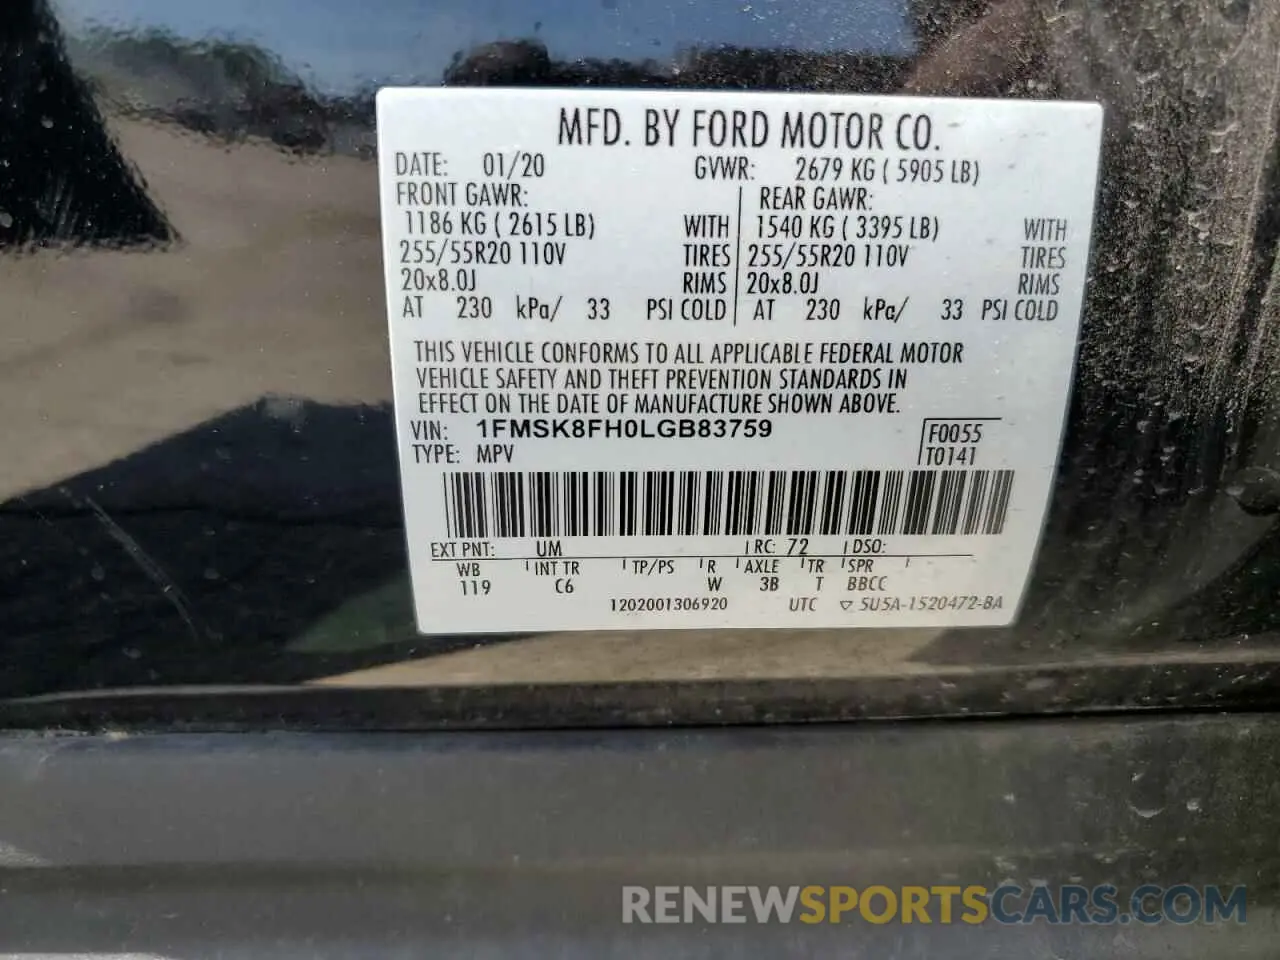 MFD. BY FORD MOTOR CO.
DATE: 01/20 GVWR: 2679 KG ( 5905 LB)
FRONT GAWR: REAR GAWR:
1186 KG ( 2615 LB) WITH 1540 KG ( 3395 LB) WITH
255/55R20 110V TIRES 255/55R20 110V TIRES
20x8.0J RIMS 20x8.0J RIMS
AT 230 kPa/ 33 PSI COLD AT 230 kPa/ 33 PSI COLD
THIS VEHICLE CONFORMS TO ALL APPLICABLE FEDERAL MOTOR
VEHICLE SAFETY AND THEFT PREVENTION STANDARDS IN
EFFECT ON THE DATE OF MANUFACTURE SHOWN ABOVE.
VIN: 1FMSK8FH0LGB83759 F0055
TYPE: MPV T0141
EXT PNT: UM RC: 72 DSO:
WB INT TR TP/PS R AXLE TR SPR
119 C6 W 3B T BBCC
1202001306920 UTC ▽ 5U5A-1520472-BA
RENEWSPORTSCARS.COM